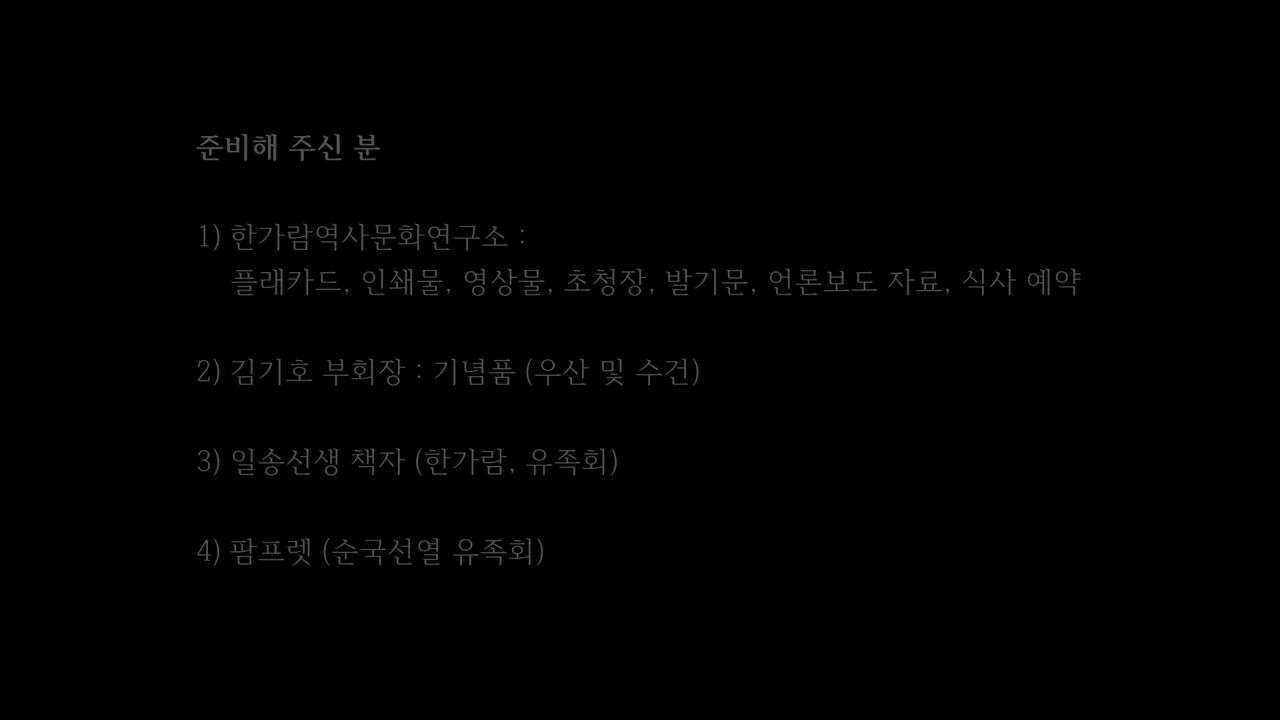 준비해 주신 분
1) 한가람역사문화연구소 :
플래카드, 인쇄물, 영상물, 초청장, 발기문, 언론보도 자료, 식사 예약
2) 김기호 부회장 : 기념품 (우산 및 수건)
3) 일송선생 책자 (한가람, 유족회)
4) 팜프렛 (순국선열 유족회)